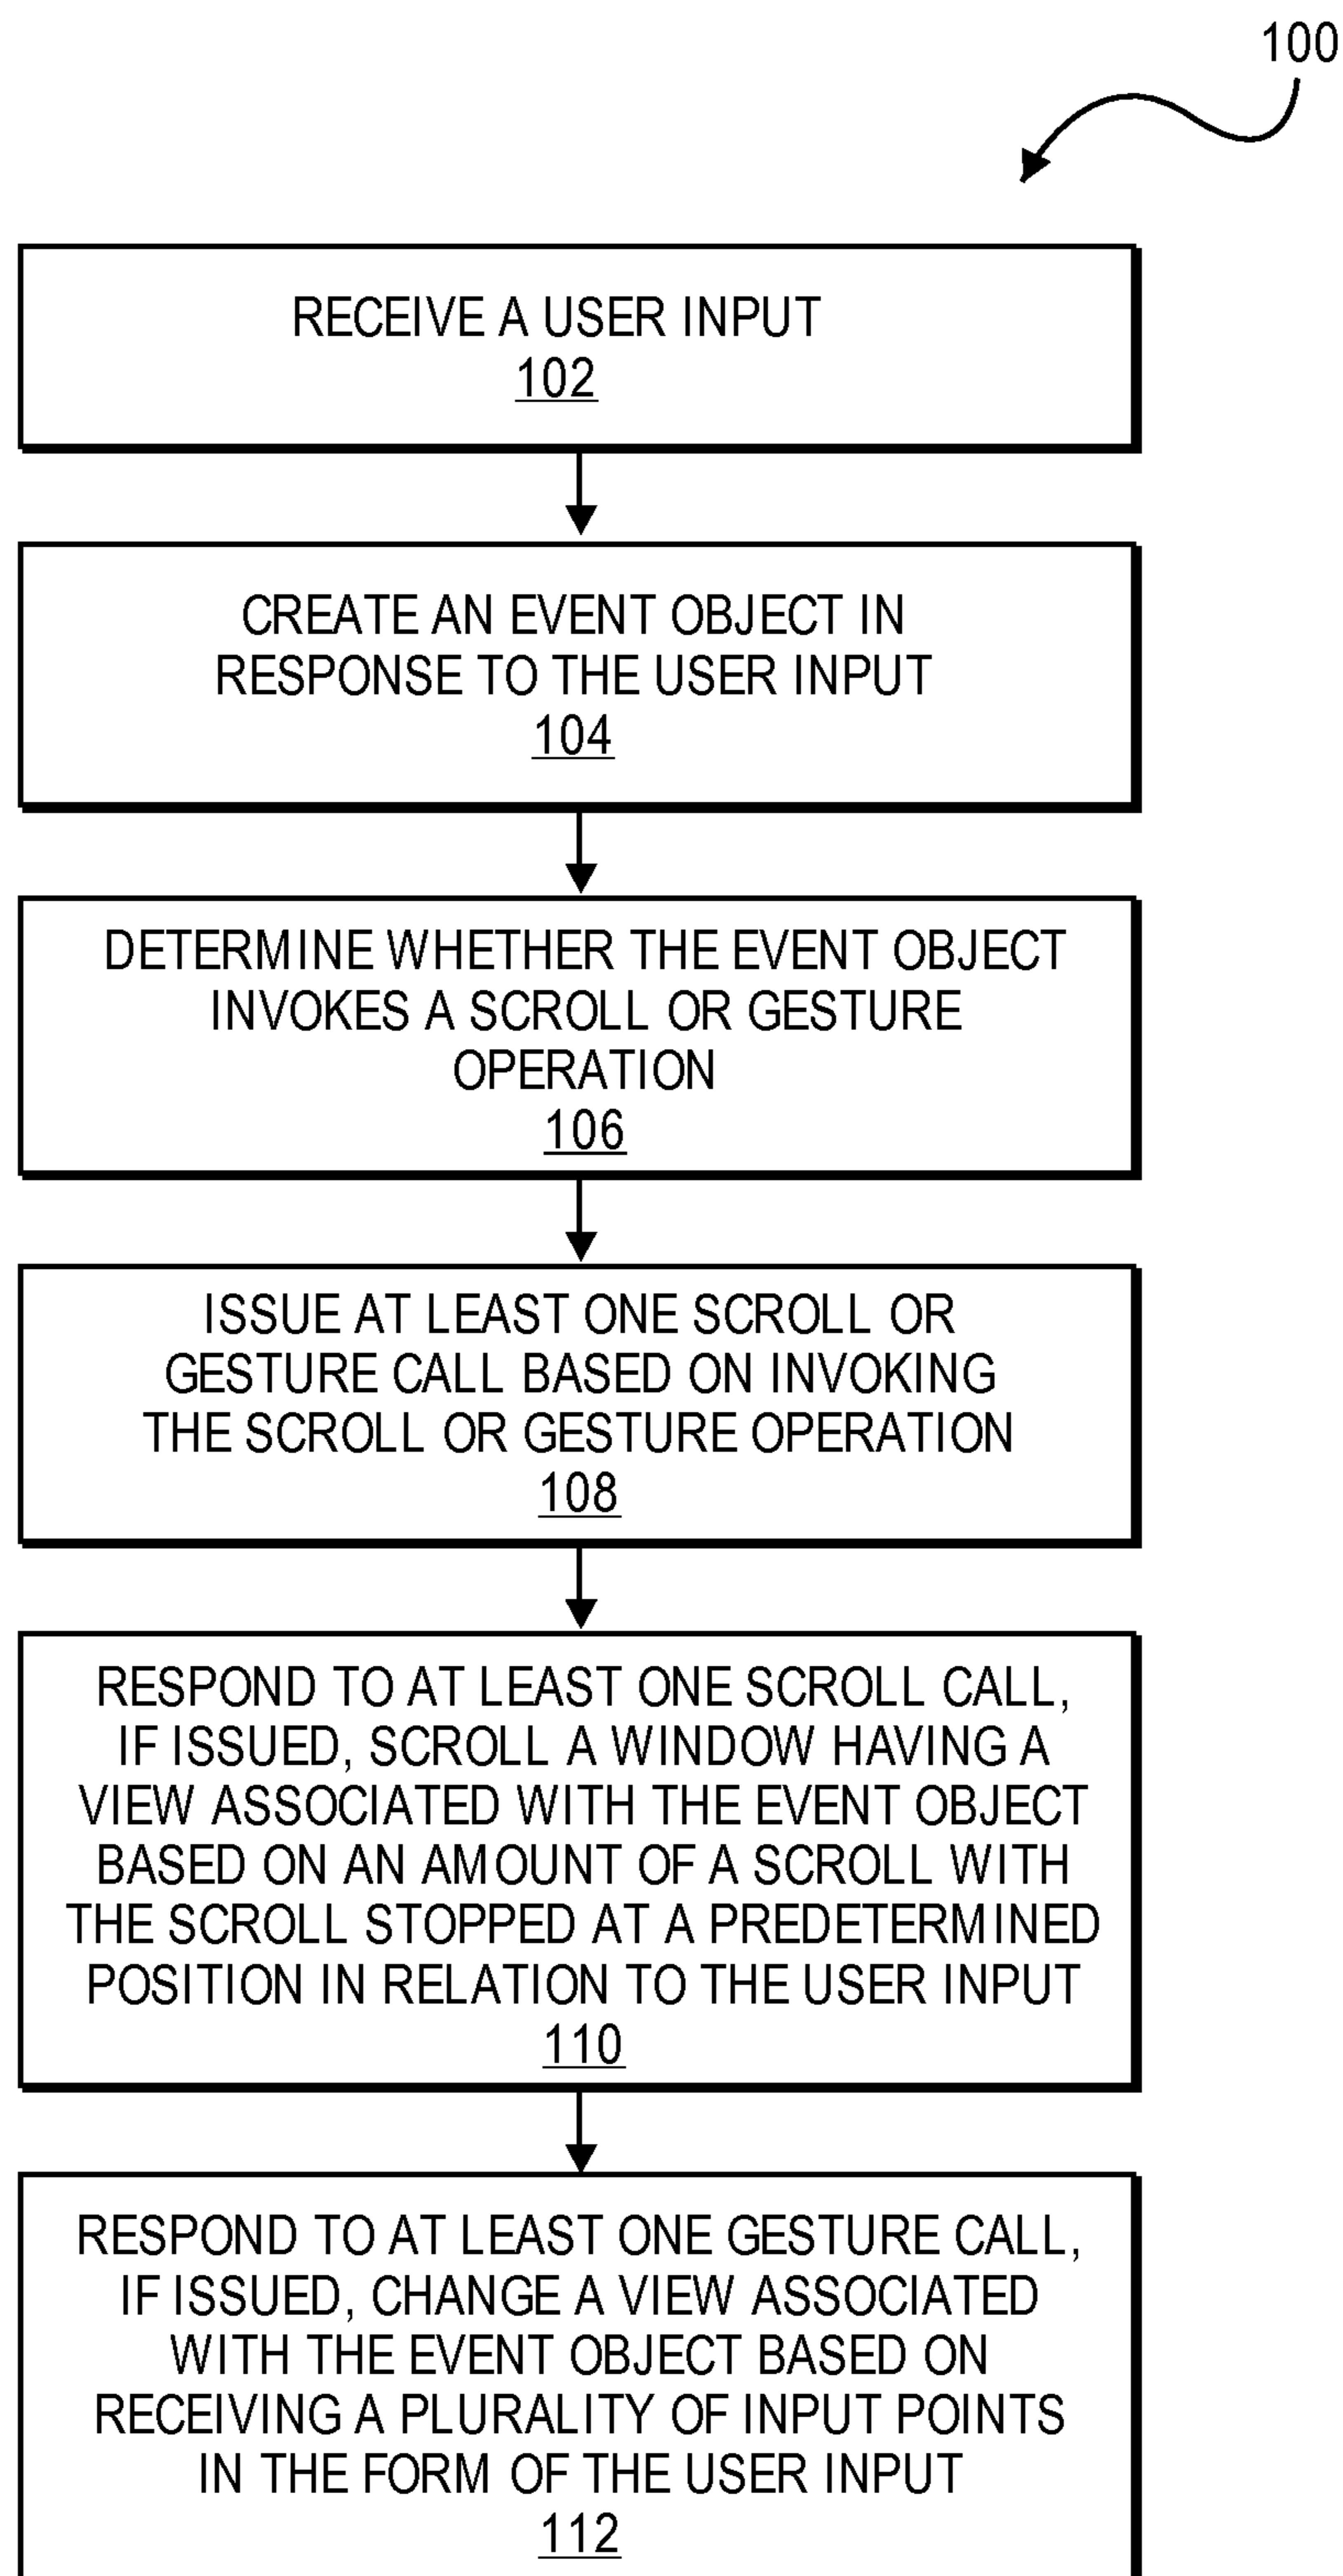 100
RECEIVE A USER INPUT
102
CREATE AN EVENT OBJECT IN
RESPONSE TO THE USER INPUT
104
DETERMINE WHETHER THE EVENT OBJECT
INVOKES A SCROLL OR GESTURE
OPERATION
106
ISSUE AT LEAST ONE SCROLL OR
GESTURE CALL BASED ON INVOKING
THE SCROLL OR GESTURE OPERATION
108
RESPOND TO AT LEAST ONE SCROLL CALL,
IF ISSUED, SCROLL A WINDOW HAVING A
VIEW ASSOCIATED WITH THE EVENT OBJECT
BASED ON AN AMOUNT OF A SCROLL WITH
THE SCROLL STOPPED AT A PREDETERMINED
POSITION IN RELATION TO THE USER INPUT
110
RESPOND TO AT LEAST ONE GESTURE CALL,
IF ISSUED, CHANGE A VIEW ASSOCIATED
WITH THE EVENT OBJECT BASED ON
RECEIVING A PLURALITY OF INPUT POINTS
IN THE FORM OF THE USER INPUT
112